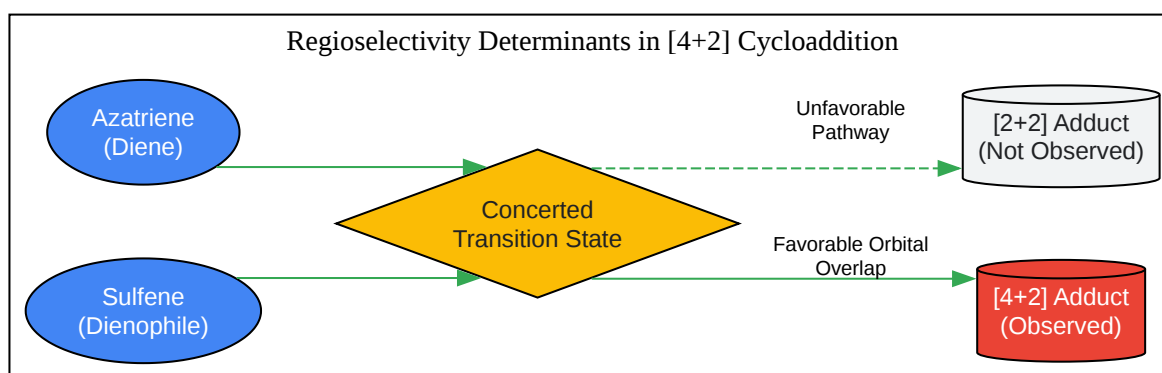 Regioselectivity Determinants in [4+2] Cycloaddition
Azatriene
(Diene)
Unfavorable
Pathway
[2+2] Adduct
(Not Observed)
Concerted
Transition State
Sulfene
(Dienophile)
Favorable Orbital
Overlap
[4+2] Adduct
(Observed)